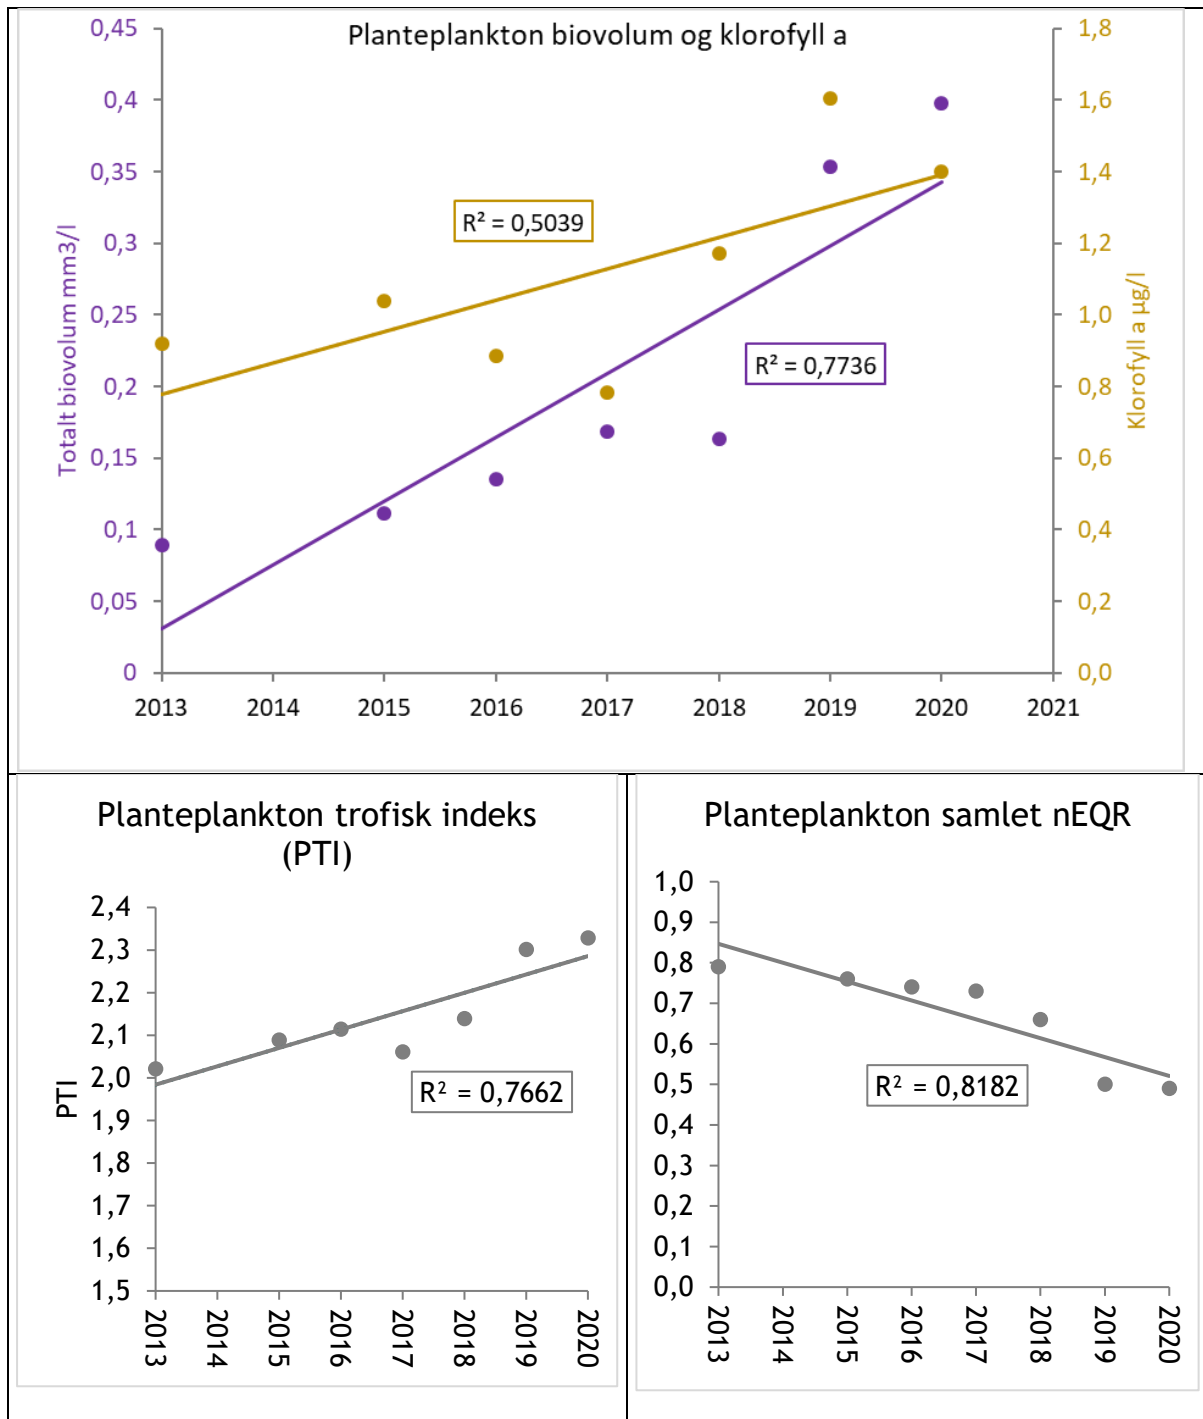 Planteplankton biovolum og klorofyll a
0,45
0,4
0,35
0,3
0,25
0,2
0,15
0,1
0,05
0
Totalt biovolum mm3/l
1,8
1,6
1,4
1,2
1,0
0,8
0,6
0,4
0,2
0,0
Klorofyll a µg/l
R² = 0,5039
R² = 0,7736
2013 2014 2015 2016 2017 2018 2019 2020 2021
Planteplankton trofisk indeks
(PTI)
2,4
2,3
2,2
2,1
2,0
1,9
1,8
1,7
1,6
1,5
PTI
R² = 0,7662
2013 2014 2015 2016 2017 2018 2019 2020
Planteplankton samlet nEQR
1,0
0,9
0,8
0,7
0,6
0,5
0,4
0,3
0,2
0,1
0,0
R² = 0,8182
2013 2014 2015 2016 2017 2018 2019 2020